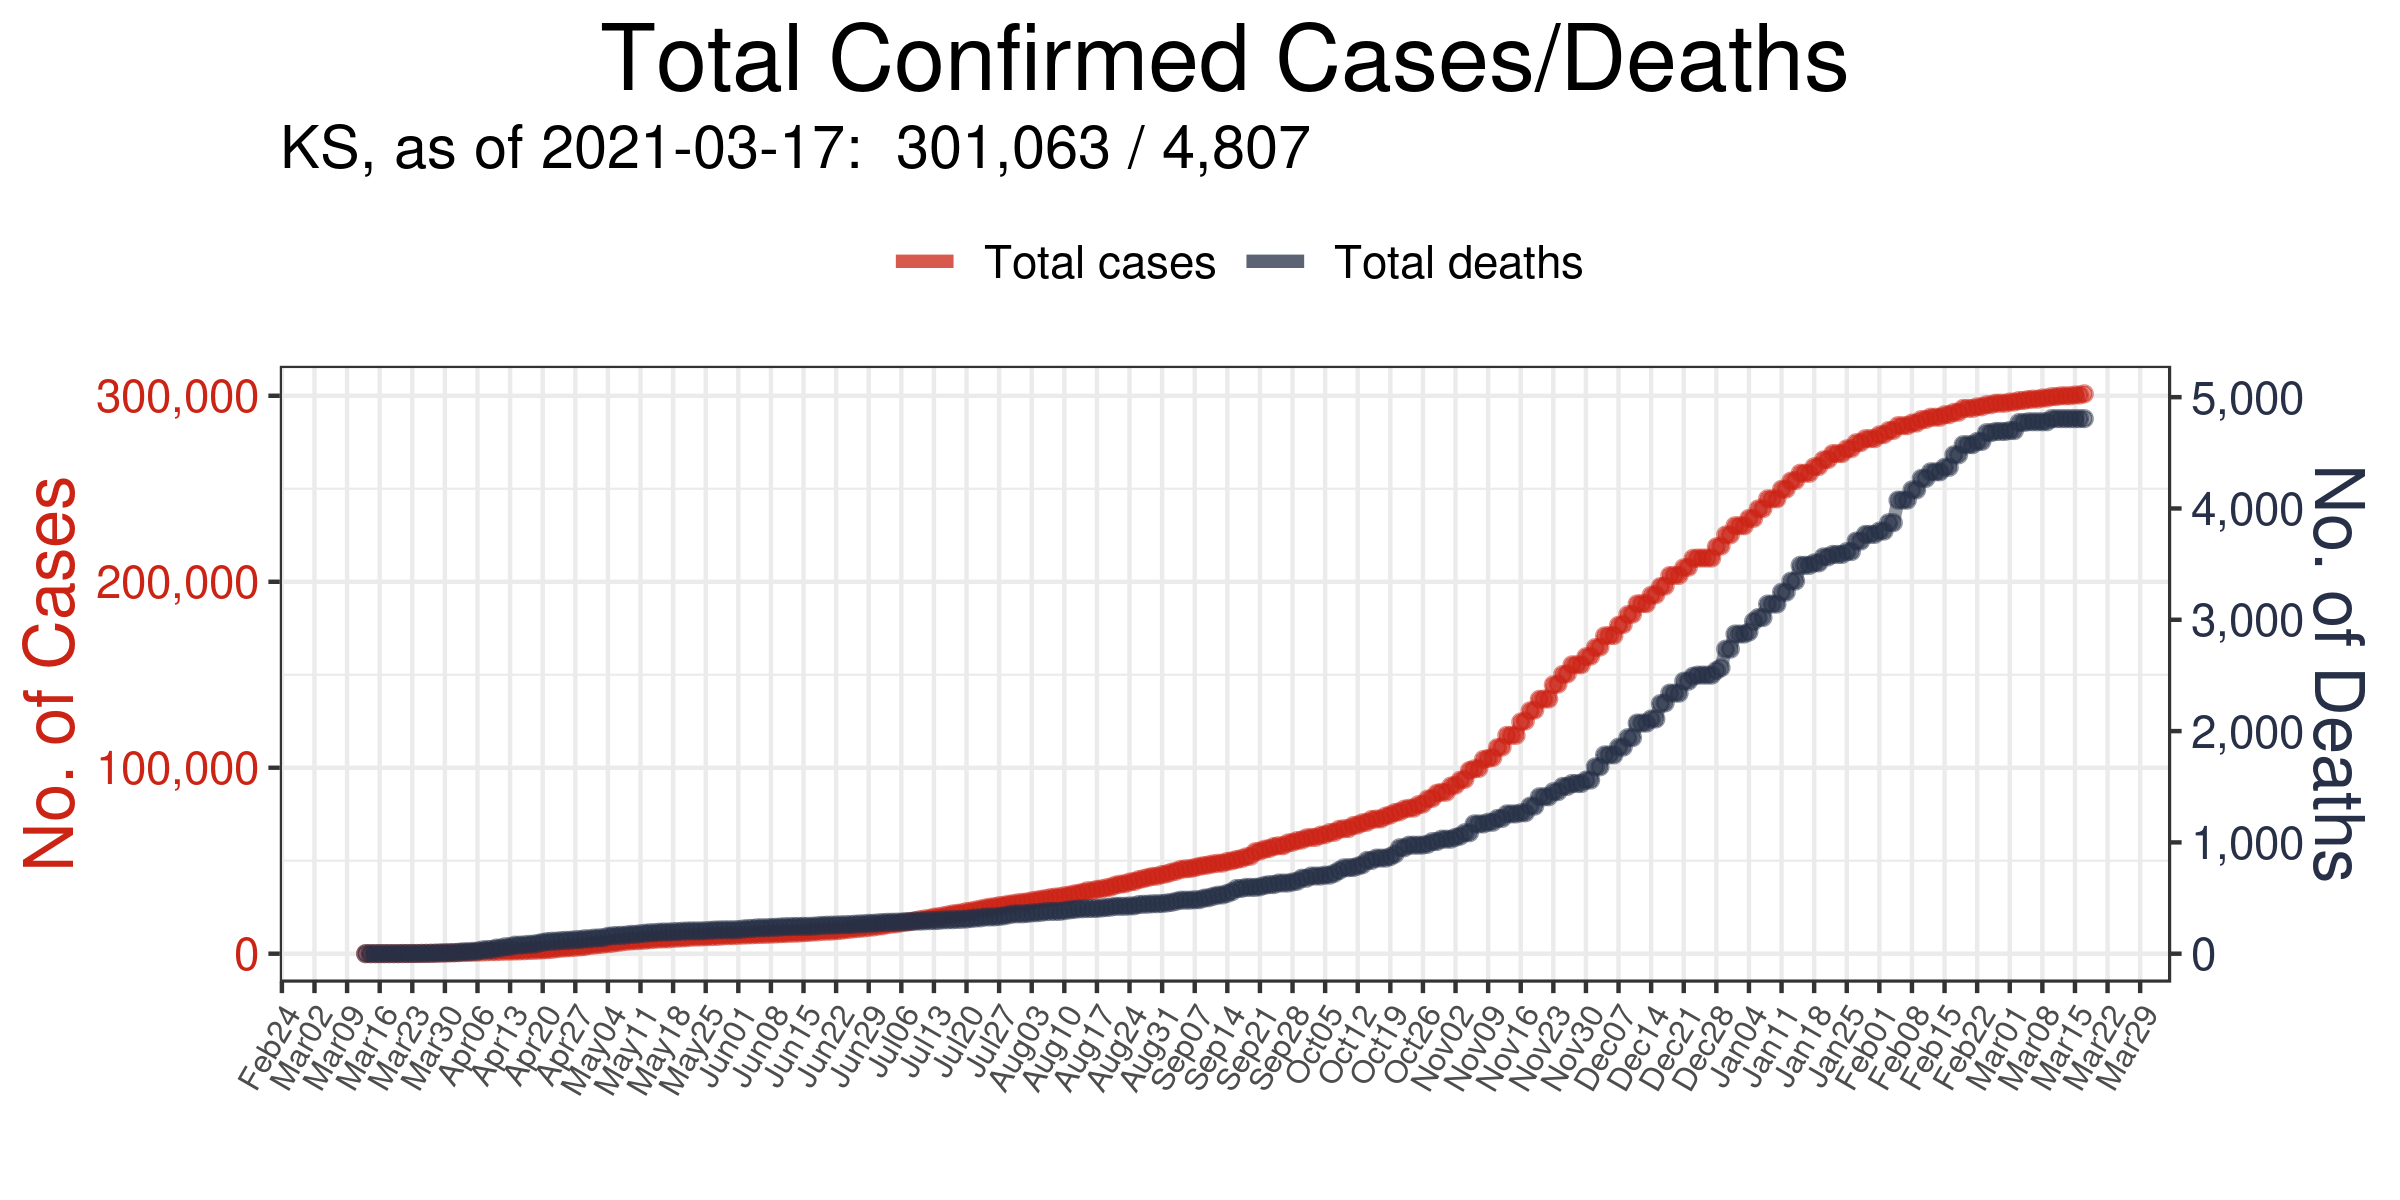 Total Confirmed Cases/Deaths
KS, as of 2021-03-17:  301,063 / 4,807
Total cases
Total deaths
No. of Cases
300,000
200,000
100,000
0
5,000
4,000
3,000
2,000
1,000
0
No. of Deaths
Feb24
Mar02
Mar09
Mar16
Mar23
Mar30
Apr06
Apr13
Apr20
Apr27
May04
May11
May18
May25
Jun01
Jun08
Jun15
Jun22
Jun29
Jul06
Jul13
Jul20
Jul27
Aug03
Aug10
Aug17
Aug24
Aug31
Sep07
Sep14
Sep21
Sep28
Oct05
Oct12
Oct19
Oct26
Nov02
Nov09
Nov16
Nov23
Nov30
Dec07
Dec14
Dec21
Dec28
Jan04
Jan11
Jan18
Jan25
Feb01
Feb08
Feb15
Feb22
Mar01
Mar08
Mar15
Mar22
Mar29